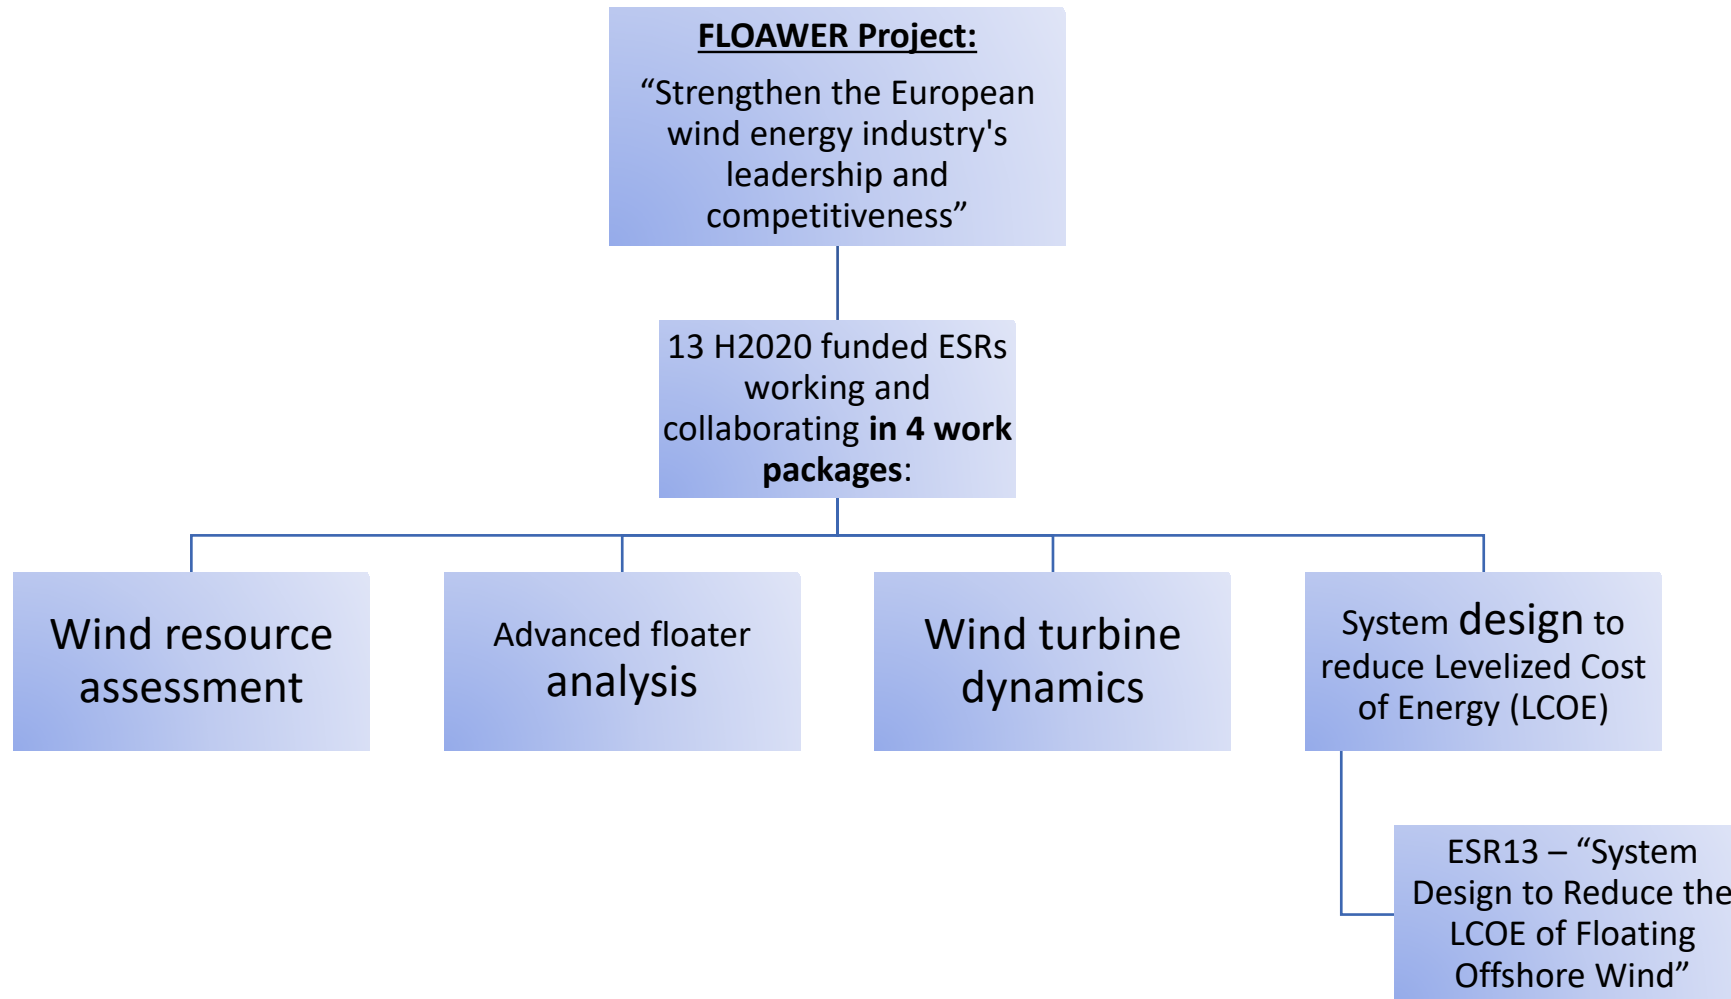 FLOAWER Project:
“Strengthen the European
wind energy industry's
leadership and
competitiveness”
13 H2020 funded ESRs
working and
collaborating in 4 work
packages:
Wind resource
assessment
Advanced floater
analysis
Wind turbine
dynamics
System design to
reduce Levelized Cost
of Energy (LCOE)
ESR13 – “System
Design to Reduce the
LCOE of Floating
Offshore Wind”